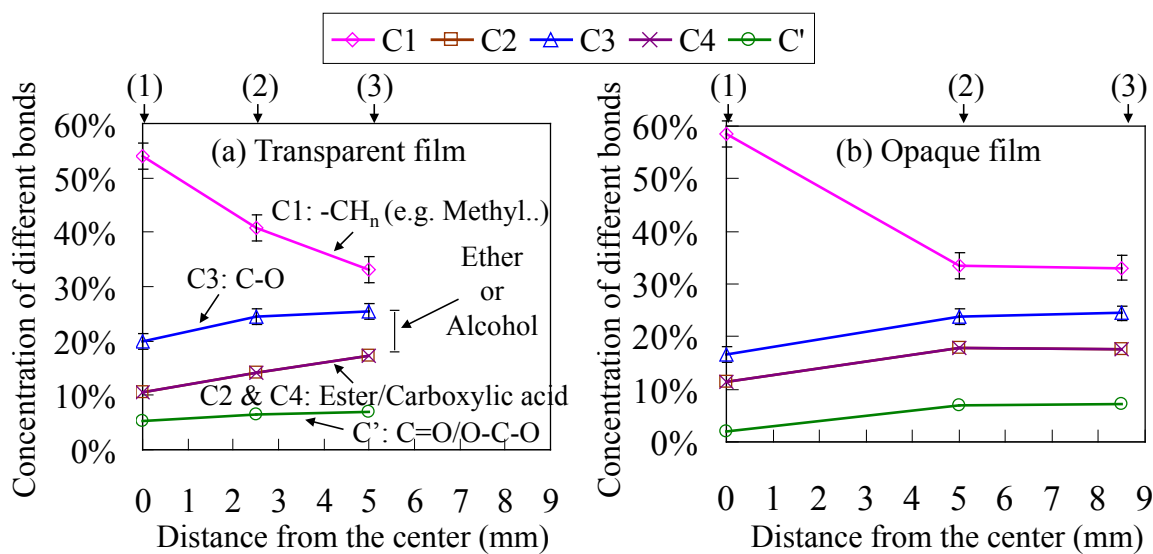 C1 C2 C3 C4 C'
(1) (2) (3)
(1) (2) (3)
Concentration of different bonds
60%
50%
40%
30%
20%
10%
0%
(a) Transparent film
C1: -CHn (e.g. Methyl..)
Ether
or
Alcohol
C3: C-O
C2 & C4: Ester/Carboxylic acid
C’: C=O/O-C-O
0 1 2 3 4 5 6 7 8 9
Distance from the center (mm)
Concentration of different bonds
60%
50%
40%
30%
20%
10%
0%
(b) Opaque film
0 1 2 3 4 5 6 7 8 9
Distance from the center (mm)